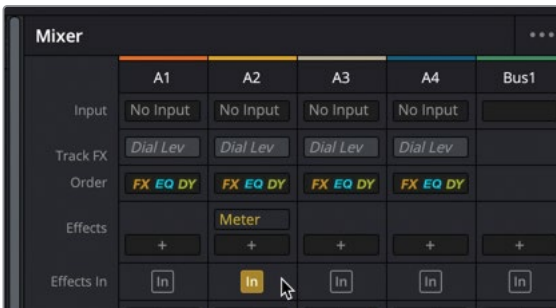 Mixer
A1 A2 A3 A4 Bus1
Input No Input No Input No Input No Input
Track FX Dial Lev Dial Lev Dial Lev Dial Lev
Order FX EQ DY FX EQ DY FX EQ DY FX EQ DY
Effects Meter
+ + + + +
Effects In In In In In In